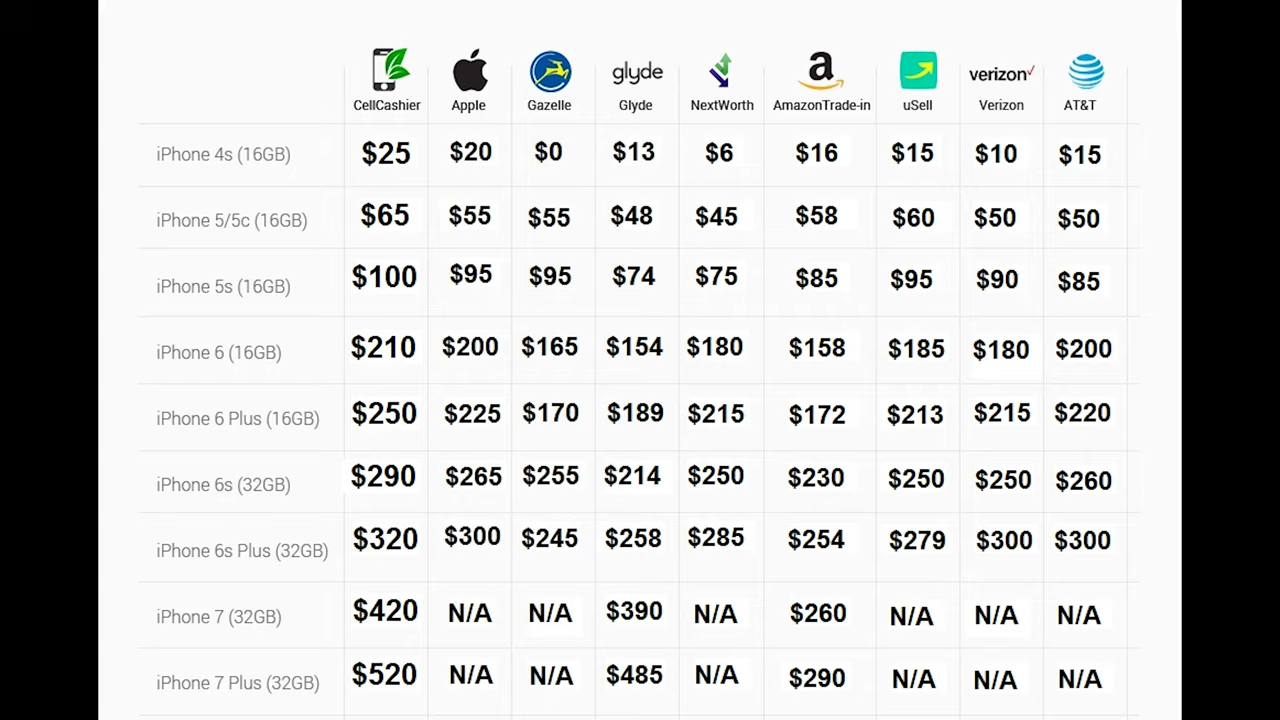 glyde verizon✓
CellCashier Apple Gazelle Glyde NextWorth AmazonTrade-in uSell Verizon AT&T
iPhone 4s (16GB) $25 $20 $0 $13 $6 $16 $15 $10 $15
iPhone 5/5c (16GB) $65 $55 $55 $48 $45 $58 $60 $50 $50
iPhone 5s (16GB) $100 $95 $95 $74 $75 $85 $95 $90 $85
iPhone 6 (16GB) $210 $200 $165 $154 $180 $158 $185 $180 $200
iPhone 6 Plus (16GB) $250 $225 $170 $189 $215 $172 $213 $215 $220
iPhone 6s (32GB) $290 $265 $255 $214 $250 $230 $250 $250 $260
iPhone 6s Plus (32GB) $320 $300 $245 $258 $285 $254 $279 $300 $300
iPhone 7 (32GB) $420 N/A N/A $390 N/A $260 N/A N/A N/A
iPhone 7 Plus (32GB) $520 N/A N/A $485 N/A $290 N/A N/A N/A